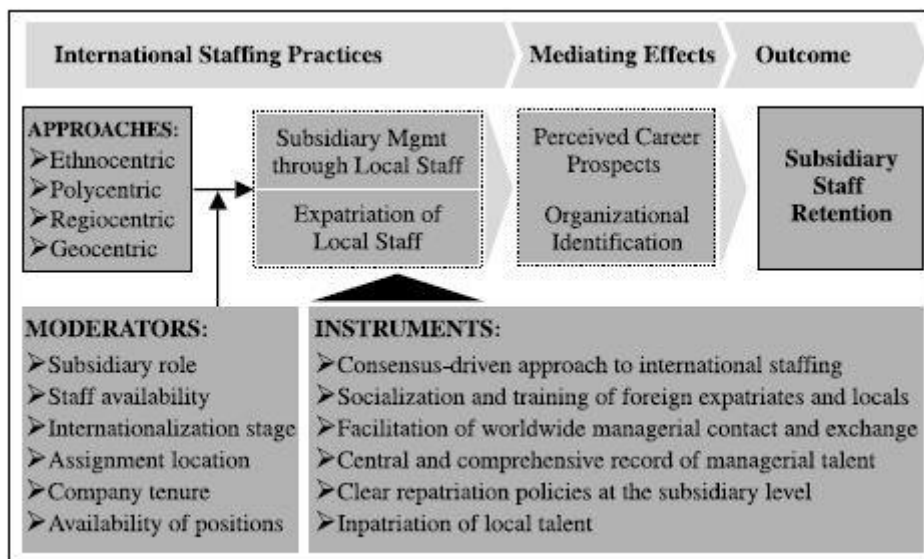 International Staffing Practices
Mediating Effects
Outcome
APPROACHES:
➢Ethnocentric
➢Polycentric
➢Regiocentric
➢Geocentric
Subsidiary Mgmt
through Local Staff
Expatriation of
Local Staff
Perceived Career
Prospects
Organizational
Identification
Subsidiary
Staff
Retention
MODERATORS:
➢Subsidiary role
➢Staff availability
➢Internationalization stage
➢Assignment location
➢Company tenure
➢Availability of positions
INSTRUMENTS:
➢Consensus-driven approach to international staffing
➢Socialization and training of foreign expatriates and locals
➢Facilitation of worldwide managerial contact and exchange
➢Central and comprehensive record of managerial talent
➢Clear repatriation policies at the subsidiary level
➢Inpatriation of local talent